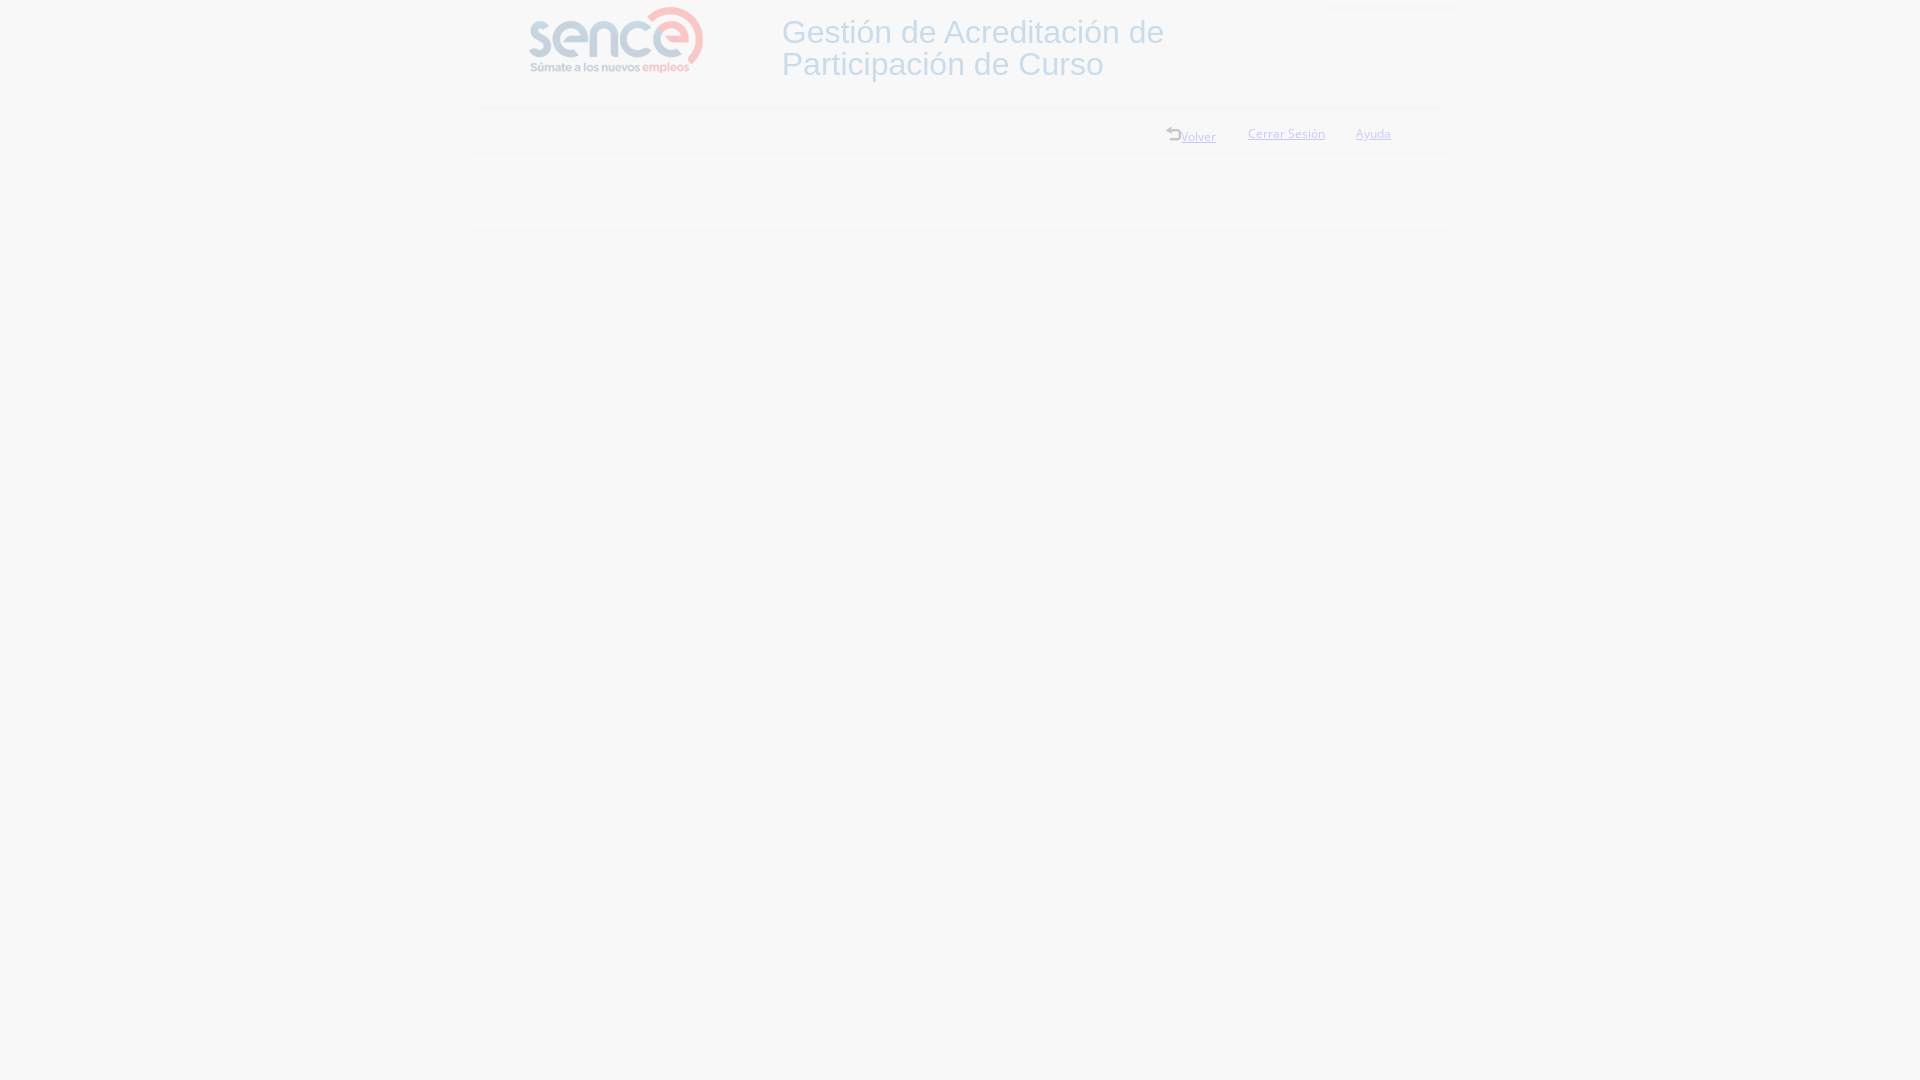 sence
Súmate a los nuevos empleos
Gestión de Acreditación de
Participación de Curso
Volver
Cerrar Sesión
Ayuda